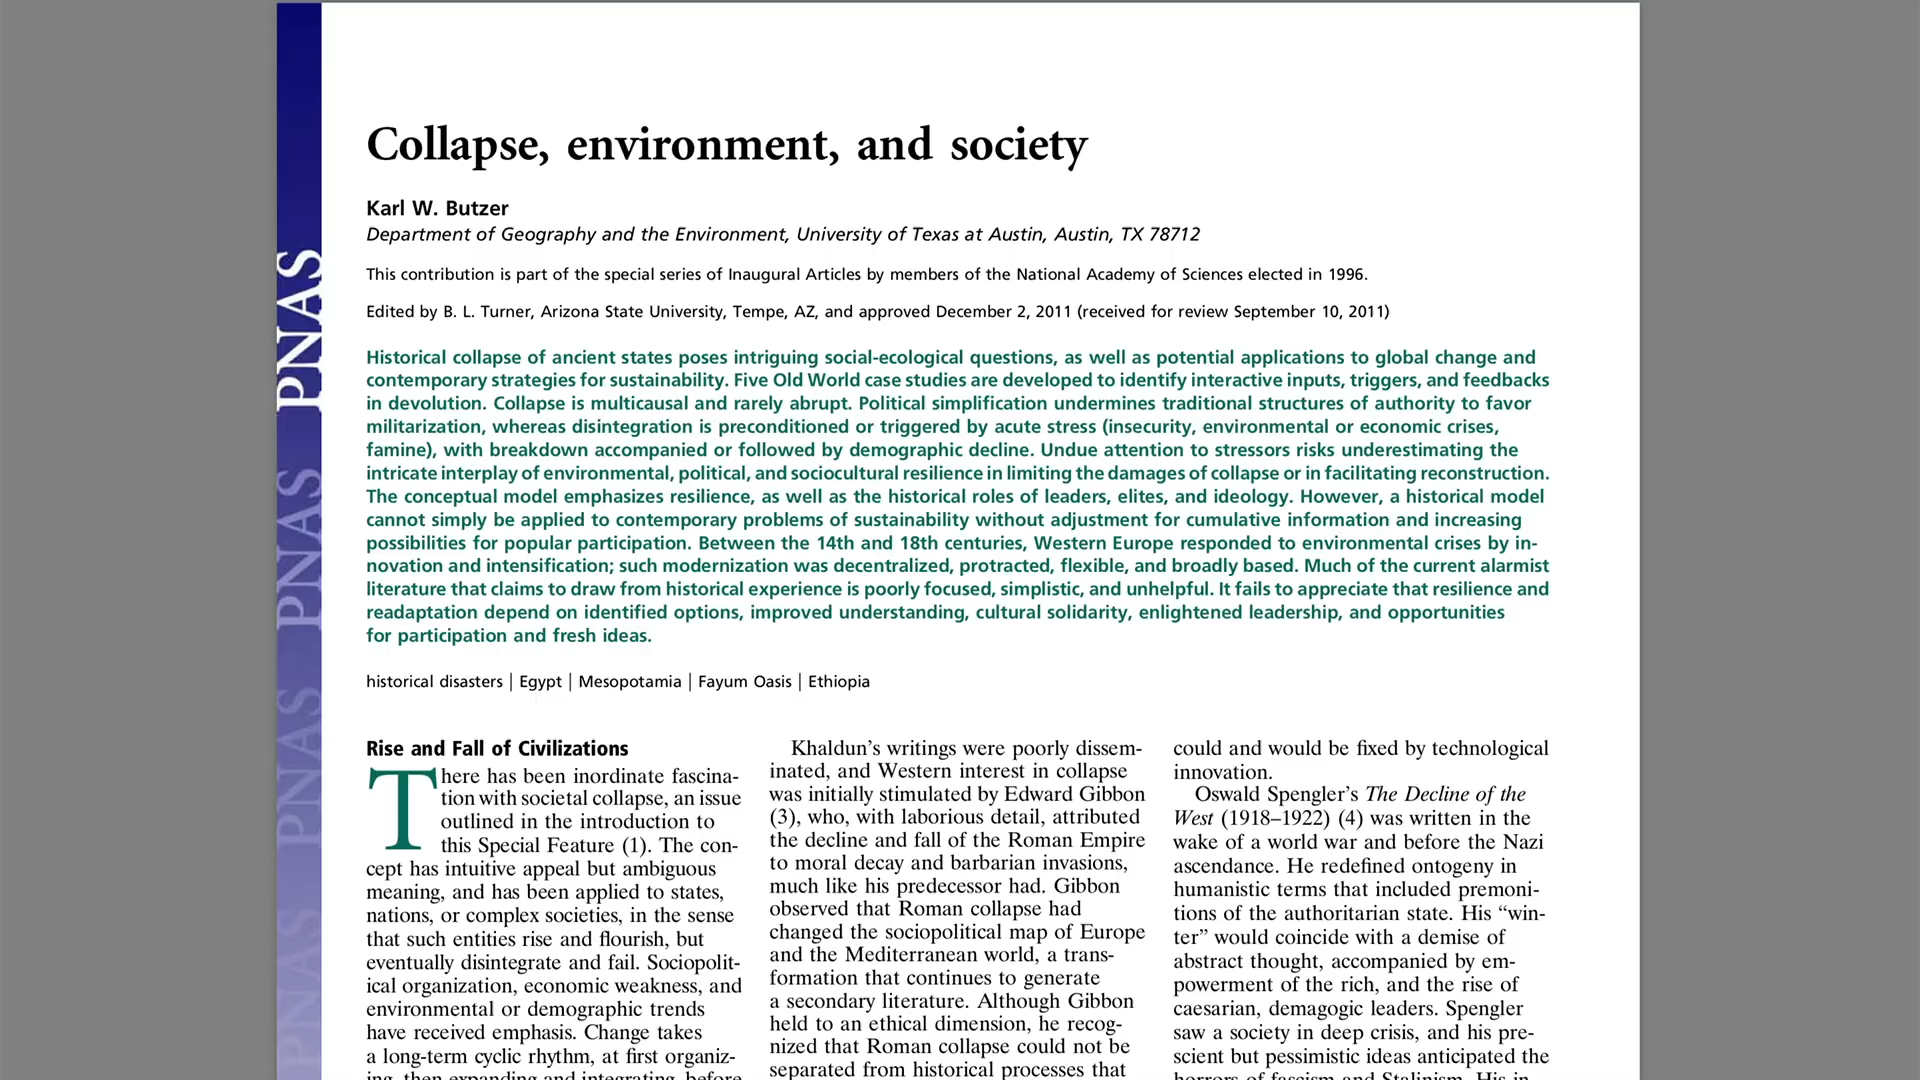 Collapse, environment, and society
Karl W. Butzer
Department of Geography and the Environment, University of Texas at Austin, Austin, TX 78712
This contribution is part of the special series of Inaugural Articles by members of the National Academy of Sciences elected in 1996.
Edited by B. L. Turner, Arizona State University, Tempe, AZ, and approved December 2, 2011 (received for review September 10, 2011)
Historical collapse of ancient states poses intriguing social-ecological questions, as well as potential applications to global change and
contemporary strategies for sustainability. Five Old World case studies are developed to identify interactive inputs, triggers, and feedbacks
in devolution. Collapse is multicausal and rarely abrupt. Political simplification undermines traditional structures of authority to favor
militarization, whereas disintegration is preconditioned or triggered by acute stress (insecurity, environmental or economic crises,
famine), with breakdown accompanied or followed by demographic decline. Undue attention to stressors risks underestimating the
intricate interplay of environmental, political, and sociocultural resilience in limiting the damages of collapse or in facilitating reconstruction.
The conceptual model emphasizes resilience, as well as the historical roles of leaders, elites, and ideology. However, a historical model
cannot simply be applied to contemporary problems of sustainability without adjustment for cumulative information and increasing
possibilities for popular participation. Between the 14th and 18th centuries, Western Europe responded to environmental crises by in-
novation and intensification; such modernization was decentralized, protracted, flexible, and broadly based. Much of the current alarmist
literature that claims to draw from historical experience is poorly focused, simplistic, and unhelpful. It fails to appreciate that resilience and
readaptation depend on identified options, improved understanding, cultural solidarity, enlightened leadership, and opportunities
for participation and fresh ideas.
historical disasters | Egypt | Mesopotamia | Fayum Oasis | Ethiopia
Rise and Fall of Civilizations
There has been inordinate fascina-
tion with societal collapse, an issue
outlined in the introduction to
this Special Feature (1). The con-
cept has intuitive appeal but ambiguous
meaning, and has been applied to states,
nations, or complex societies, in the sense
that such entities rise and flourish, but
eventually disintegrate and fail. Sociopolit-
ical organization, economic weakness, and
environmental or demographic trends
have received emphasis. Change takes
a long-term cyclic rhythm, at first organiz-
ing, then expanding and integrating, before
Khaldun's writings were poorly dissem-
inated, and Western interest in collapse
was initially stimulated by Edward Gibbon
(3), who, with laborious detail, attributed
the decline and fall of the Roman Empire
to moral decay and barbarian invasions,
much like his predecessor had. Gibbon
observed that Roman collapse had
changed the sociopolitical map of Europe
and the Mediterranean world, a trans-
formation that continues to generate
a secondary literature. Although Gibbon
held to an ethical dimension, he recog-
nized that Roman collapse could not be
separated from historical processes that
could and would be fixed by technological
innovation.
Oswald Spengler's The Decline of the
West (1918–1922) (4) was written in the
wake of a world war and before the Nazi
ascendance. He redefined ontogeny in
humanistic terms that included premoni-
tions of the authoritarian state. His “win-
ter” would coincide with a demise of
abstract thought, accompanied by em-
powerment of the rich, and the rise of
caesarian, demagogic leaders. Spengler
saw a society in deep crisis, and his pre-
scient but pessimistic ideas anticipated the
horrors of fascism and Stalinism. His in-
PNAS
PNAS
PNAS
PNAS